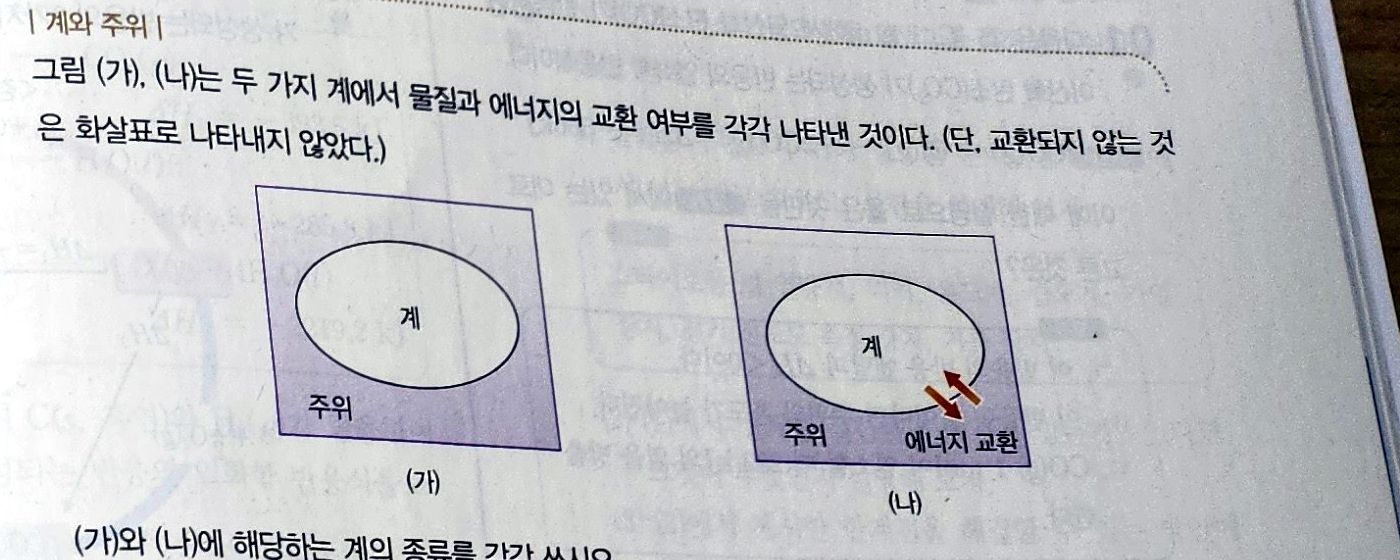 | 계와 주위 |
그림 (가), (나)는 두 가지 계에서 물질과 에너지의 교환 여부를 각각 나타낸 것이다. (단, 교환되지 않는 것
은 화살표로 나타내지 않았다.)
계
주위
(가)
계
주위
에너지 교환
(나)
(가)와 (나)에 해당하는 계의 종류를 각각 쓰시오.